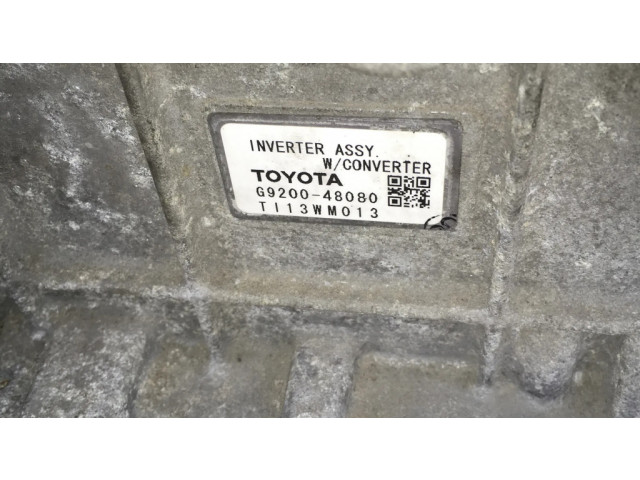 INVERTER ASSY.
W/CONVERTER
TOYOTA
G9200-48080
TI13WM013